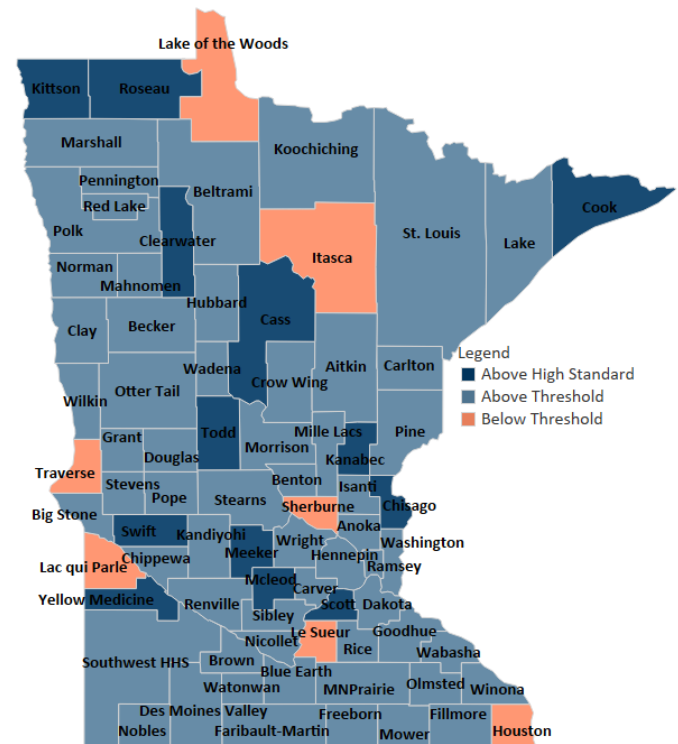 Lake of the Woods
Kittson
Roseau
Marshall
Koochiching
Pennington
Beltrami
Red Lake
Cook
Polk
St. Louis
Clearwater
Lake
Itasca
Norman
Mahnomen
Hubbard
Cass
Clay
Becker
Legend
Above High Standard
Above Threshold
Below Threshold
Wadena
Aitkin
Carlton
Crow Wing
Otter Tail
Wilkin
Todd
Mille Lacs
Pine
Grant
Morrison
Douglas
Kanabec
Traverse
Benton
Stevens
Isanti
Pope
Stearns
Sherburne
Chisago
Big Stone
Anoka
Swift
Kandiyohi
Wright
Washington
Meeker
Hennepin
Chippewa
Lac qui Parle
Ramsey
Mcleod
Carver
Yellow Medicine
Renville
Scott
Dakota
Sibley
Le Sueur
Goodhue
Nicollet
Rice
Wabasha
Southwest HHS
Brown
Blue Earth
Watonwan
MNPrairie
Olmsted
Winona
Des Moines Valley
Freeborn
Fillmore
Nobles
Faribault-Martin
Mower
Houston